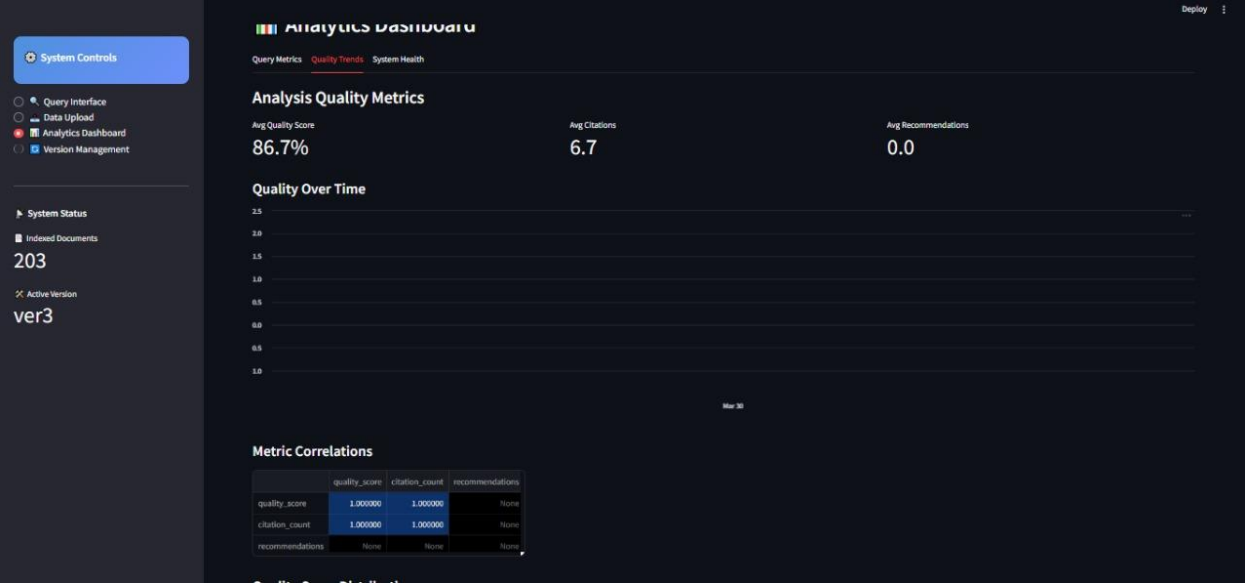 Deploy
Analytics Dashboard
System Controls
Query Interface
Data Upload
Analytics Dashboard
Version Management
System Status
Indexed Documents
203
Active Version
ver3
Query Metrics Quality Trends System Health
Analysis Quality Metrics
Avg Quality Score Avg Citations Avg Recommendations
86.7% 6.7 0.0
Quality Over Time
2.5
2.0
1.5
1.0
0.5
0.0
0.5
1.0
Mar 30
Metric Correlations
quality_score citation_count recommendations
quality_score 1.000000 1.000000 None
citation_count 1.000000 1.000000 None
recommendations None None None